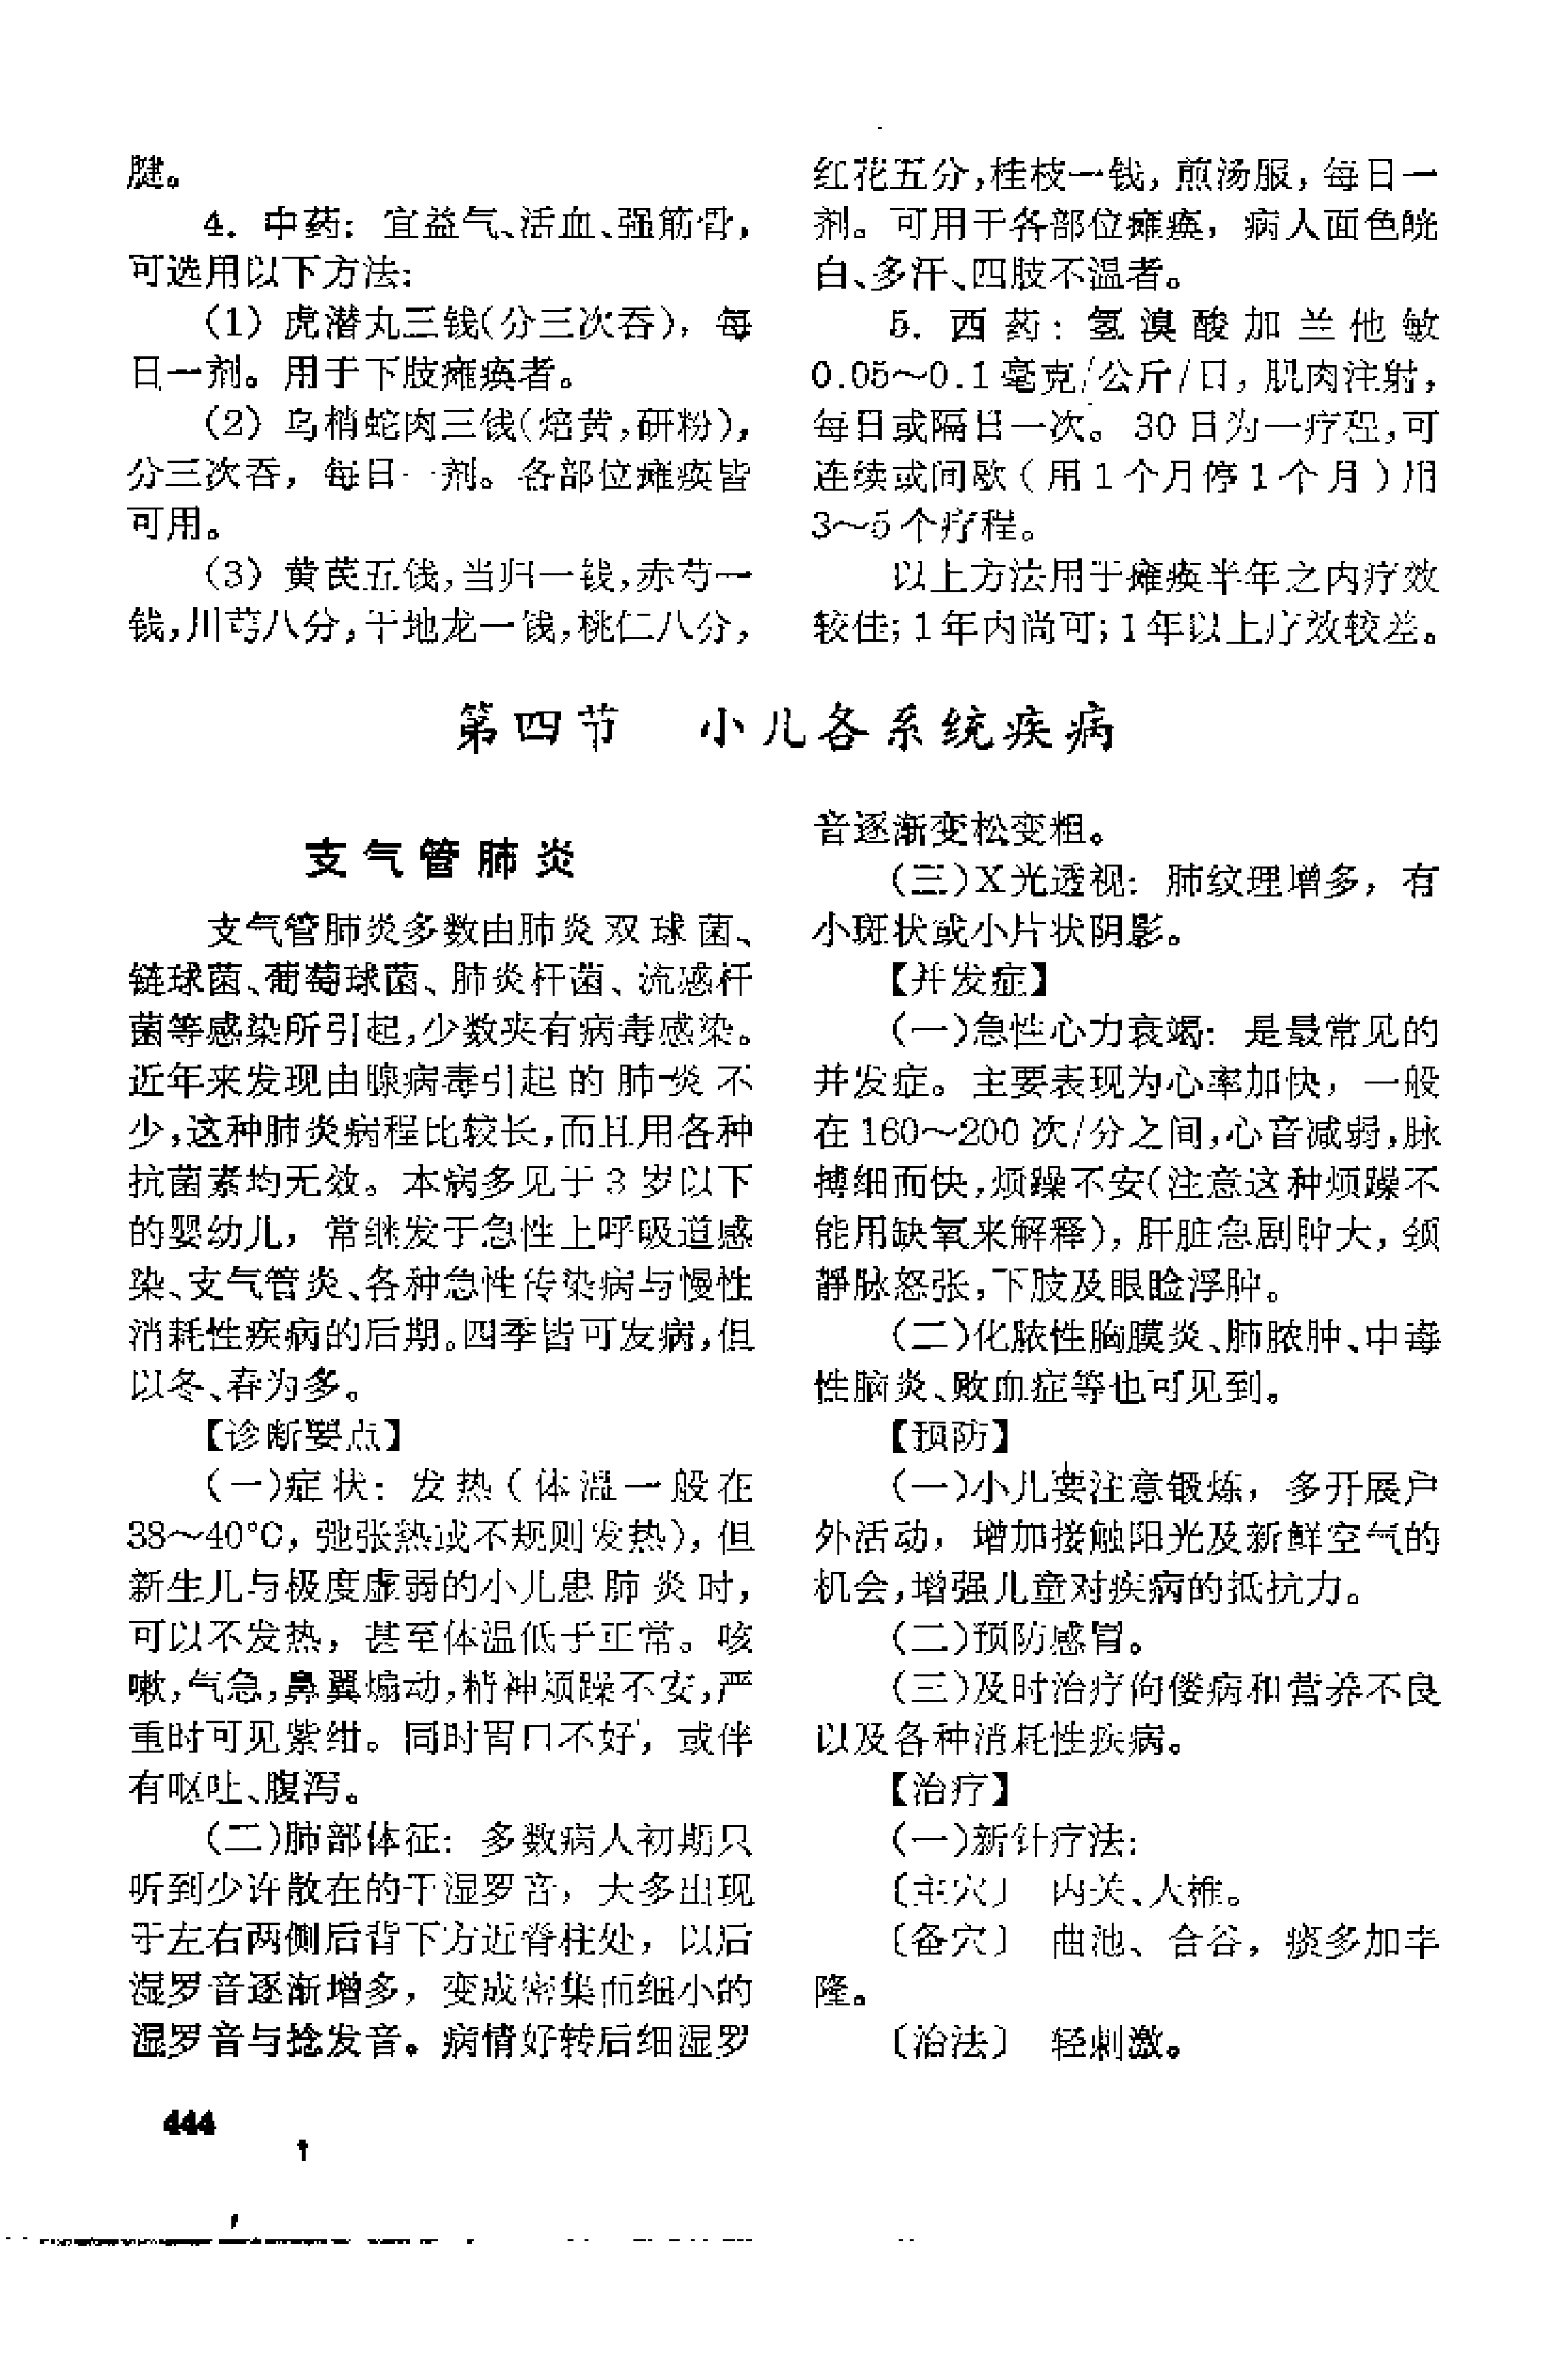 腱。
4. 中药：宜益气、活血、强筋骨，
可选用以下方法：
（1）虎潜丸三钱（分三次吞），每
日一剂。用于下肢瘫痪者。
（2）乌梢蛇肉三钱（焙黄，研粉），
分三次吞，每日一剂。各部位瘫痪皆
可用。
（3）黄芪五钱，当归一钱，赤芍一
钱，川芎八分，干地龙一钱，桃仁八分，
红花五分，桂枝一钱，煎汤服，每日一
剂。可用于各部位瘫痪，病人面色㿠
白、多汗、四肢不温者。
5. 西药：氢溴酸加兰他敏
0.05～0.1毫克/公斤/日，肌肉注射，
每日或隔日一次。30日为一疗程，可
连续或间歇（用1个月停1个月）用
3～5个疗程。
以上方法用于瘫痪半年之内疗效
较佳；1年内尚可；1年以上疗效较差。
第四节 小儿各系统疾病
支气管肺炎
支气管肺炎多数由肺炎双球菌、
链球菌、葡萄球菌、肺炎杆菌、流感杆
菌等感染所引起，少数夹有病毒感染。
近年来发现由腺病毒引起的肺炎不
少，这种肺炎病程比较长，而且用各种
抗菌素均无效。本病多见于3岁以下
的婴幼儿，常继发于急性上呼吸道感
染、支气管炎、各种急性传染病与慢性
消耗性疾病的后期。四季皆可发病，但
以冬、春为多。
【诊断要点】
（一）症状：发热（体温一般在
38～40°C，弛张热或不规则发热），但
新生儿与极度虚弱的小儿患肺炎时，
可以不发热，甚至体温低于正常。咳
嗽，气急，鼻翼煽动，精神烦躁不安，严
重时可见紫绀。同时胃口不好，或伴
有呕吐、腹泻。
（二）肺部体征：多数病人初期只
听到少许散在的干湿罗音，大多出现
于左右两侧后背下方近脊柱处，以后
湿罗音逐渐增多，变成密集而细小的
湿罗音与捻发音。病情好转后细湿罗
音逐渐变松变粗。
（三）X光透视：肺纹理增多，有
小斑状或小片状阴影。
【并发症】
（一）急性心力衰竭：是最常见的
并发症。主要表现为心率加快，一般
在160～200次/分之间，心音减弱，脉
搏细而快，烦躁不安（注意这种烦躁不
能用缺氧来解释），肝脏急剧肿大，颈
静脉怒张，下肢及眼睑浮肿。
（二）化脓性胸膜炎、肺脓肿、中毒
性脑炎、败血症等也可见到。
【预防】
（一）小儿要注意锻炼，多开展户
外活动，增加接触阳光及新鲜空气的
机会，增强儿童对疾病的抵抗力。
（二）预防感冒。
（三）及时治疗佝偻病和营养不良
以及各种消耗性疾病。
【治疗】
（一）新针疗法：
〔主穴〕 内关、大椎。
〔备穴〕 曲池、合谷，痰多加丰
隆。
〔治法〕 轻刺激。
444